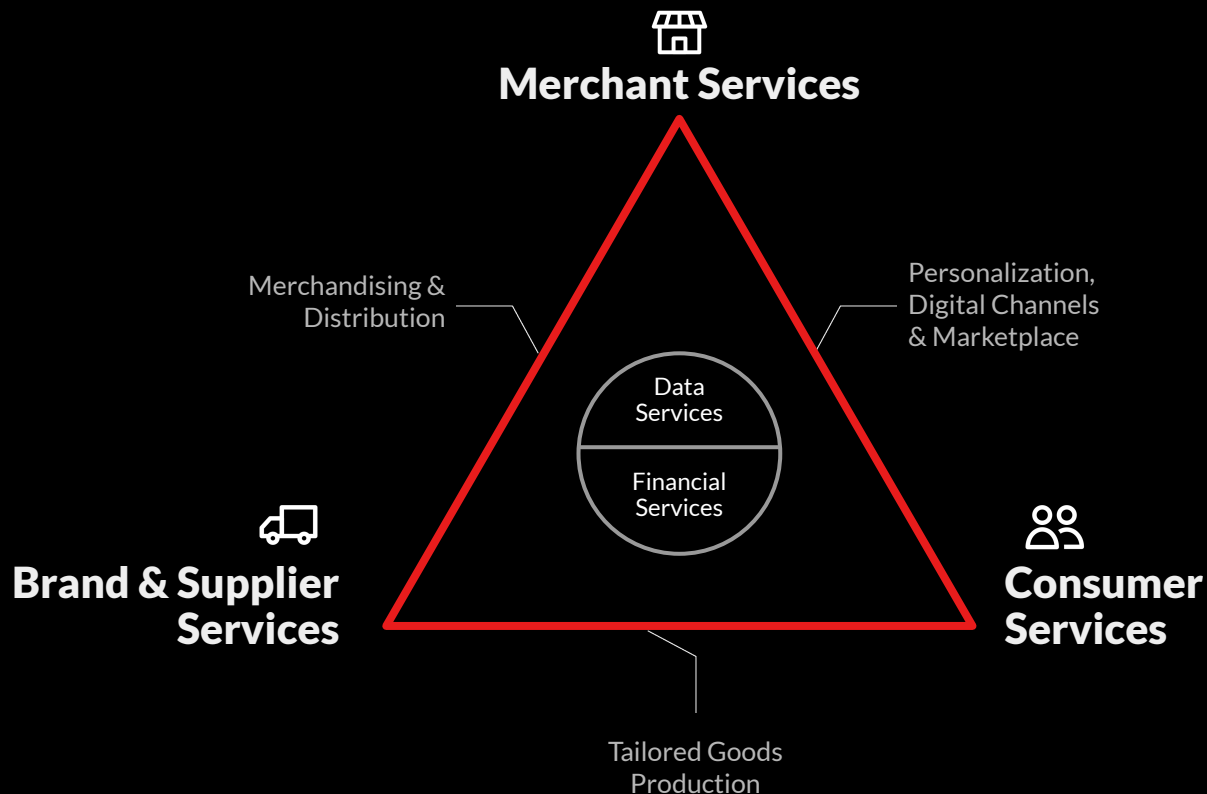 Merchant Services
Merchandising &
Distribution
Personalization,
Digital Channels
& Marketplace
Data
Services
Financial
Services
Brand & Supplier
Services
Consumer
Services
Tailored Goods
Production